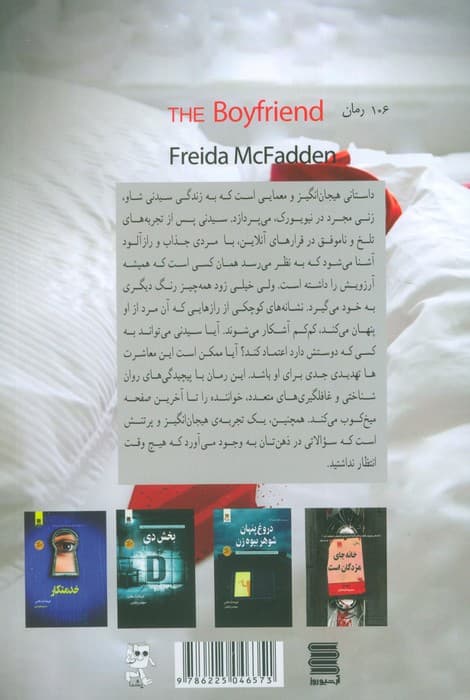 ۱۰۶ رمان
THE Boyfriend
Freida McFadden
داستانی هیجان‌انگیز و معمایی است که به زندگی سیدنی شاو،
زنی مجرد در نیویورک، می‌پردازد. سیدنی پس از تجربه‌های
تلخ و ناموفق در قرارهای آنلاین، با مردی جذاب و رازآلود
آشنا می‌شود که به نظر می‌رسد همان کسی است که همیشه
آرزویش را داشته است. ولی خیلی زود همه‌چیز رنگ دیگری
به خود می‌گیرد. نشانه‌های کوچکی از رازهایی که آن مرد از او
پنهان می‌کند، کم‌کم آشکار می‌شوند. آیا سیدنی می‌تواند به
کسی که دوستش دارد اعتماد کند؟ آیا ممکن است این معاشرت
ها تهدیدی جدی برای او باشد. این رمان با پیچیدگی‌های روان
شناختی و غافلگیری‌های متعدد، خواننده را تا آخرین صفحه
میخ‌کوب می‌کند. همچنین، یک تجربه‌ی هیجان‌انگیز و پرتنش
است که سؤالاتی در ذهن‌تان به وجود می‌آورد که هیچ وقت
انتظار نداشتید.
خانه جای
مزدگان است
دروغ پنهان
شوهر بیوه زن
بخش دی
D
خدمتکار
9 786225 046573